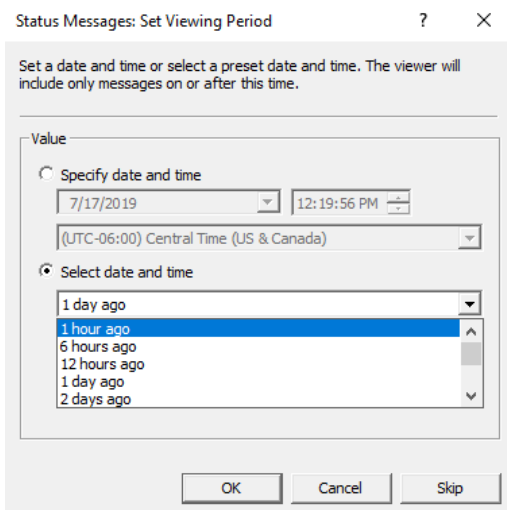 Status Messages: Set Viewing Period
Set a date and time or select a preset date and time. The viewer will
include only messages on or after this time.
Value
Specify date and time
7/17/2019
12:19:56 PM
(UTC-06:00) Central Time (US & Canada)
Select date and time
1 day ago
1 hour ago
6 hours ago
12 hours ago
1 day ago
2 days ago
OK
Cancel
Skip